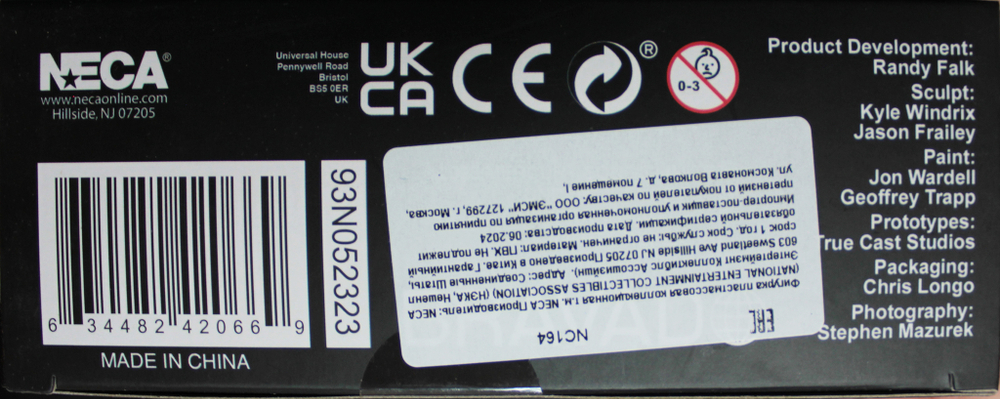 NECA®
www.necaonline.com
Hillside, NJ 07205
Universal House
Pennywell Road
Bristol
BS5 0ER
UK
UK
CA
CE
®
0-3
Product Development:
Randy Falk
Sculpt:
Kyle Windrix
Jason Frailey
Paint:
Jon Wardell
Geoffrey Trapp
Prototypes:
True Cast Studios
Packaging:
Chris Longo
Photography:
Stephen Mazurek
6 34482 42066 9
MADE IN CHINA
93N052323
NC164
EAC
Фигурка пластмассовая коллекционная т.м. NECA Производитель: NECA
(NATIONAL ENTERTAINMENT COLLECTIBLES ASSOCIATION) (НЭКА, Нешенл
Энтертейнмент Коллектиблс Ассошиэйшн). Адрес: Соединенные Штаты,
603 Sweetland Ave Hillside NJ 07205 Произведено в Китае. Гарантийный
срок: 1 год. Срок службы: не ограничен. Материал: ПВХ. Не подлежит
обязательной сертификации. Дата производства: 06.2024
Импортер-поставщик и уполномоченная организация по принятию
претензий от покупателей по качеству: ООО "ЭМСИ" 127299, г. Москва,
ул. Космонавта Волкова, д. 7 помещение I,